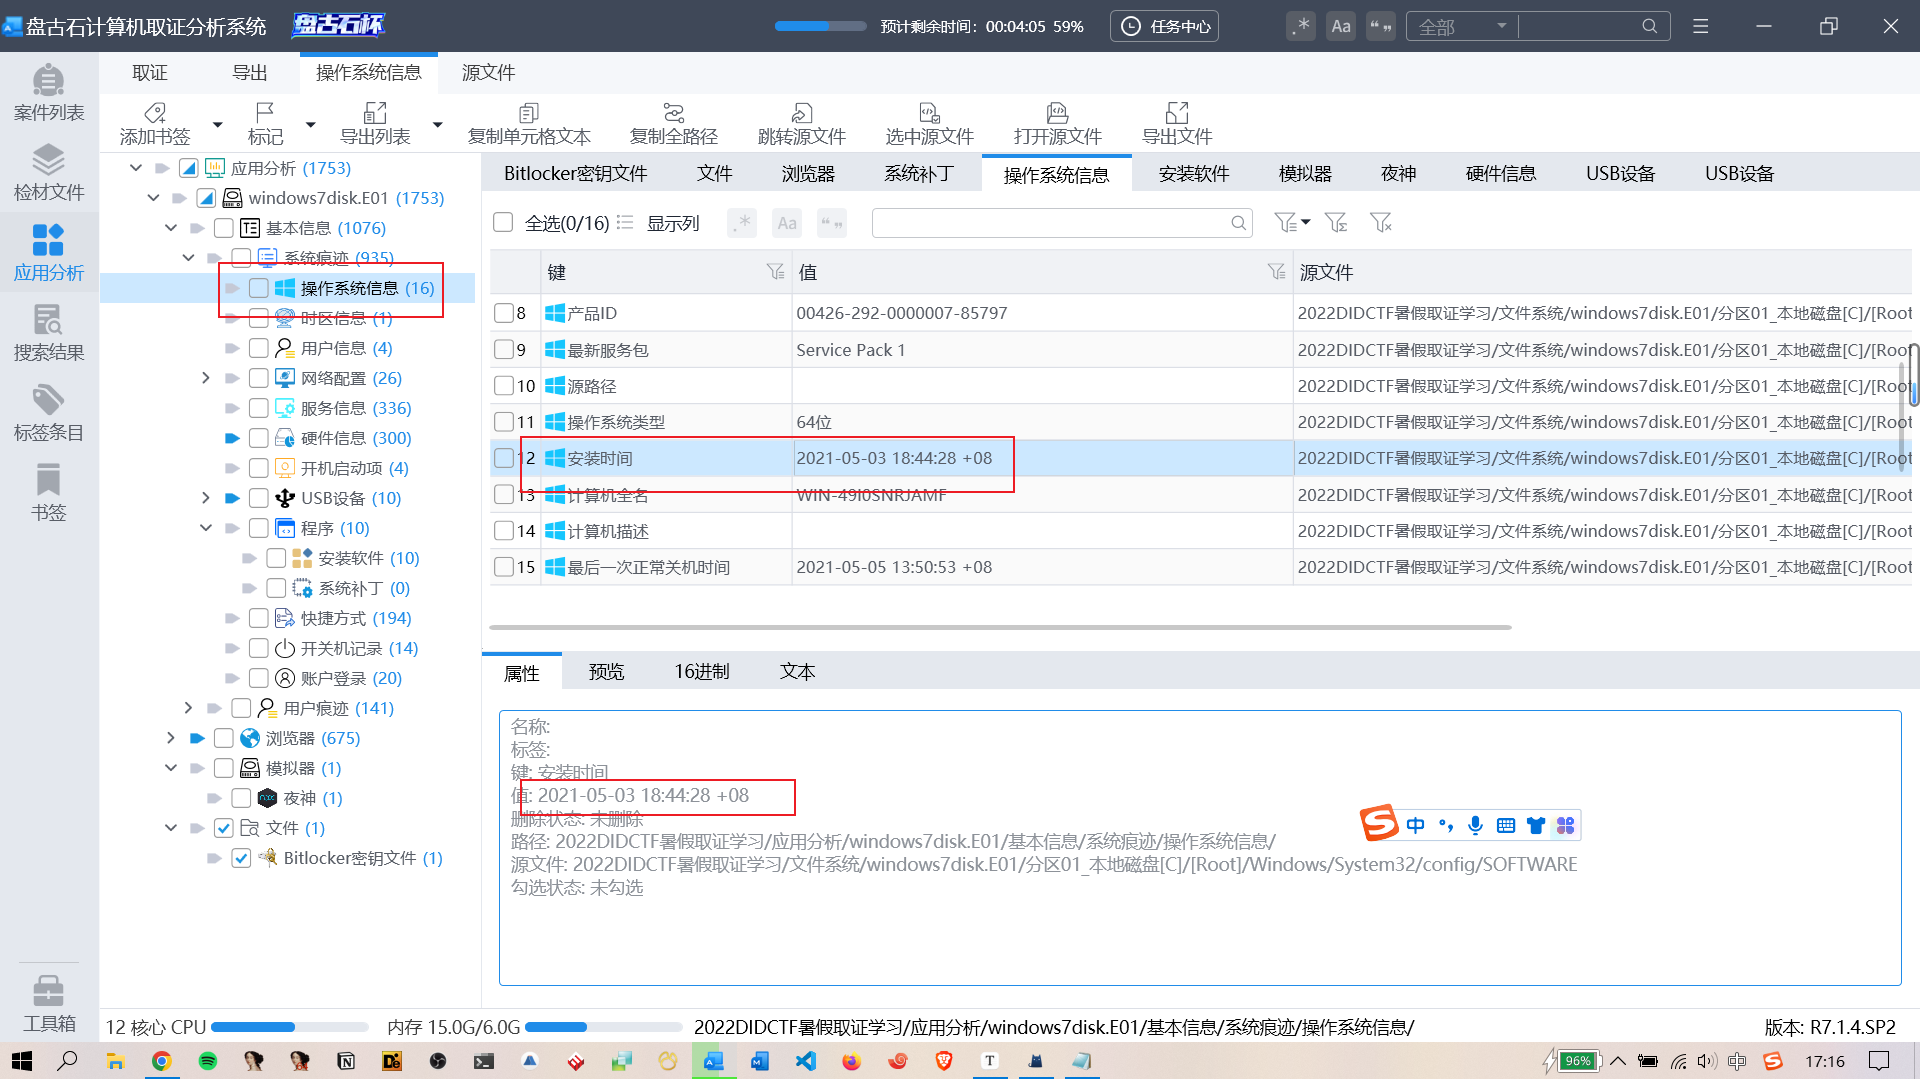 盘古石计算机取证分析系统 盘古石杯 预计剩余时间：00:04:05 59% 任务中心 .* Aa 全部
取证 导出 操作系统信息 源文件
添加书签 标记 导出列表 复制单元格文本 复制全路径 跳转源文件 选中源文件 打开源文件 导出文件
案件列表
检材文件
应用分析
搜索结果
标签条目
书签
工具箱
应用分析 (1753)
windows7disk.E01 (1753)
基本信息 (1076)
系统痕迹 (935)
操作系统信息 (16)
时区信息 (1)
用户信息 (4)
网络配置 (26)
服务信息 (336)
硬件信息 (300)
开机启动项 (4)
USB设备 (10)
程序 (10)
安装软件 (10)
系统补丁 (0)
快捷方式 (194)
开关机记录 (14)
账户登录 (20)
用户痕迹 (141)
浏览器 (675)
模拟器 (1)
夜神 (1)
文件 (1)
Bitlocker密钥文件 (1)
Bitlocker密钥文件 文件 浏览器 系统补丁 操作系统信息 安装软件 模拟器 夜神 硬件信息 USB设备 USB设备
全选(0/16) 显示列 .* Aa
键 值 源文件
8 产品ID 00426-292-0000007-85797 2022DIDCTF暑假取证学习/文件系统/windows7disk.E01/分区01_本地磁盘[C]/[Root
9 最新服务包 Service Pack 1 2022DIDCTF暑假取证学习/文件系统/windows7disk.E01/分区01_本地磁盘[C]/[Root
10 源路径 2022DIDCTF暑假取证学习/文件系统/windows7disk.E01/分区01_本地磁盘[C]/[Root
11 操作系统类型 64位 2022DIDCTF暑假取证学习/文件系统/windows7disk.E01/分区01_本地磁盘[C]/[Root
12 安装时间 2021-05-03 18:44:28 +08 2022DIDCTF暑假取证学习/文件系统/windows7disk.E01/分区01_本地磁盘[C]/[Root
13 计算机全名 WIN-49I0SNRJAMF 2022DIDCTF暑假取证学习/文件系统/windows7disk.E01/分区01_本地磁盘[C]/[Root
14 计算机描述 2022DIDCTF暑假取证学习/文件系统/windows7disk.E01/分区01_本地磁盘[C]/[Root
15 最后一次正常关机时间 2021-05-05 13:50:53 +08 2022DIDCTF暑假取证学习/文件系统/windows7disk.E01/分区01_本地磁盘[C]/[Root
属性 预览 16进制 文本
名称:
标签:
键: 安装时间
值: 2021-05-03 18:44:28 +08
删除状态: 未删除
路径: 2022DIDCTF暑假取证学习/应用分析/windows7disk.E01/基本信息/系统痕迹/操作系统信息/
源文件: 2022DIDCTF暑假取证学习/文件系统/windows7disk.E01/分区01_本地磁盘[C]/[Root]/Windows/System32/config/SOFTWARE
勾选状态: 未勾选
中
12 核心 CPU 内存 15.0G/6.0G 2022DIDCTF暑假取证学习/应用分析/windows7disk.E01/基本信息/系统痕迹/操作系统信息/ 版本: R7.1.4.SP2
96% 中 17:16